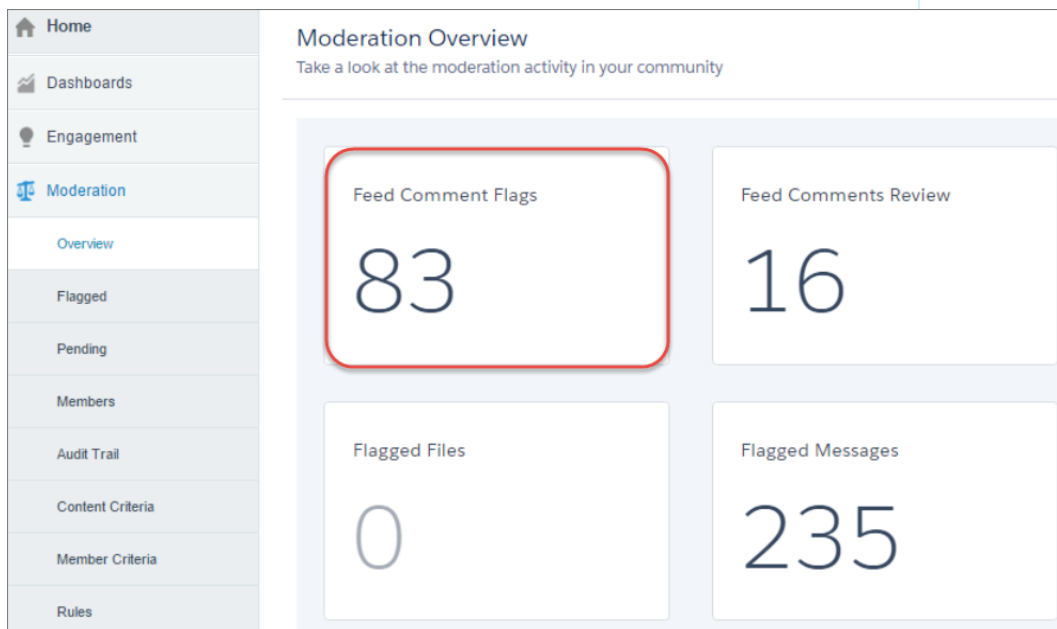 Home
Dashboards
Engagement
Moderation
Overview
Flagged
Pending
Members
Audit Trail
Content Criteria
Member Criteria
Rules
Moderation Overview
Take a look at the moderation activity in your community
Feed Comment Flags
83
Feed Comments Review
16
Flagged Files
0
Flagged Messages
235